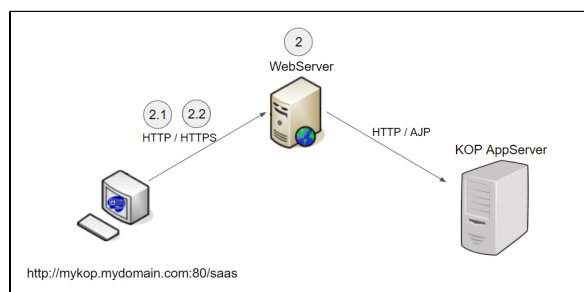 2
WebServer
2.1 2.2
HTTP / HTTPS
HTTP / AJP
KOP AppServer
http://mykop.mydomain.com:80/saas